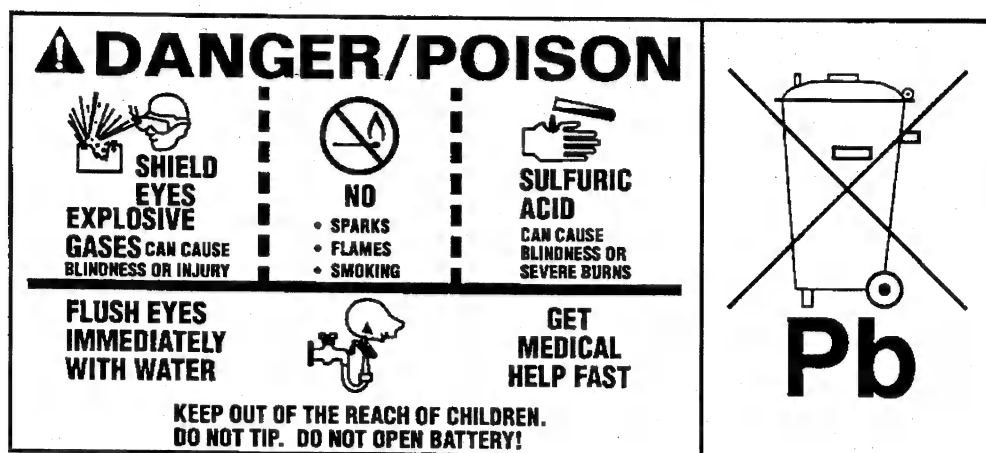 DANGER/POISON
SHIELD
EYES
EXPLOSIVE
GASES CAN CAUSE
BLINDNESS OR INJURY
NO
• SPARKS
• FLAMES
• SMOKING
SULFURIC
ACID
CAN CAUSE
BLINDNESS OR
SEVERE BURNS
FLUSH EYES
IMMEDIATELY
WITH WATER
GET
MEDICAL
HELP FAST
KEEP OUT OF THE REACH OF CHILDREN.
DO NOT TIP. DO NOT OPEN BATTERY!
Pb